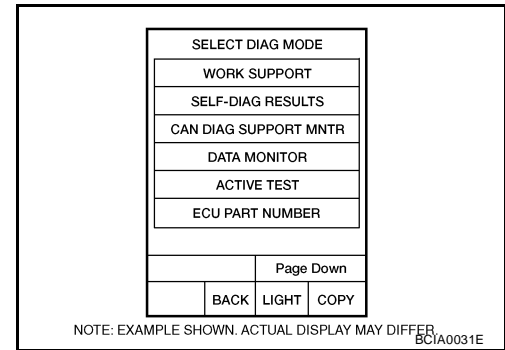 SELECT DIAG MODE
WORK SUPPORT
SELF-DIAG RESULTS
CAN DIAG SUPPORT MNTR
DATA MONITOR
ACTIVE TEST
ECU PART NUMBER
Page Down
BACK LIGHT COPY
NOTE: EXAMPLE SHOWN. ACTUAL DISPLAY MAY DIFFER.
BCIA0031E